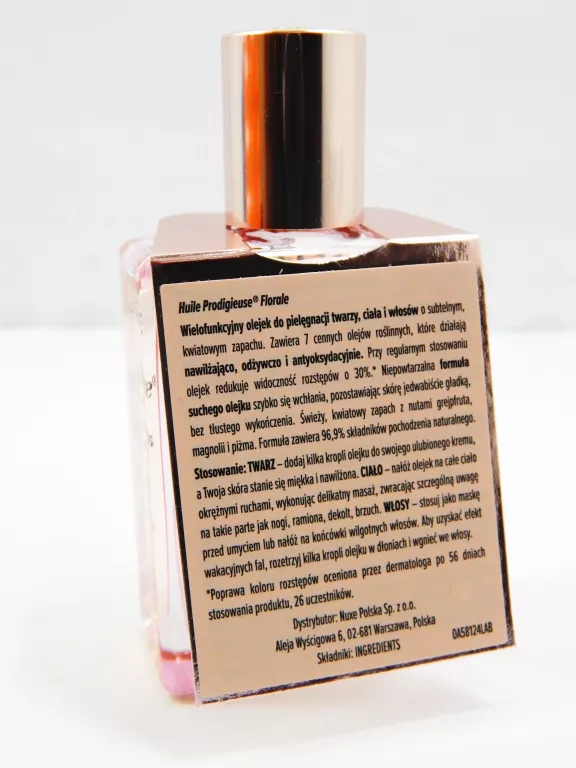 Huile Prodigieuse® Florale
Wielofunkcyjny olejek do pielęgnacji twarzy, ciała i włosów o subtelnym,
kwiatowym zapachu. Zawiera 7 cennych olejów roślinnych, które działają
nawilżająco, odżywczo i antyoksydacyjnie. Przy regularnym stosowaniu
olejek redukuje widoczność rozstępów o 30%.* Niepowtarzalna formuła
suchego olejku szybko się wchłania, pozostawiając skórę jedwabiście gładką,
bez tłustego wykończenia. Świeży, kwiatowy zapach z nutami grejpfruta,
magnolii i piżma. Formuła zawiera 96,9% składników pochodzenia naturalnego.
Stosowanie: TWARZ – dodaj kilka kropli olejku do swojego ulubionego kremu,
a Twoja skóra stanie się miękka i nawilżona. CIAŁO – nałóż olejek na całe ciało
okrężnymi ruchami, wykonując delikatny masaż, zwracając szczególną uwagę
na takie partie jak nogi, ramiona, dekolt, brzuch. WŁOSY – stosuj jako maskę
przed umyciem lub nałóż na końcówki wilgotnych włosów. Aby uzyskać efekt
wakacyjnych fal, rozetrzyj kilka kropli olejku w dłoniach i wgnieć we włosy.
*Poprawa koloru rozstępów oceniona przez dermatologa po 56 dniach
stosowania produktu, 26 uczestników.
Dystrybutor: Nuxe Polska Sp. z o.o.
Aleja Wyścigowa 6, 02-681 Warszawa, Polska
Składniki: INGREDIENTS
OA58124LAB